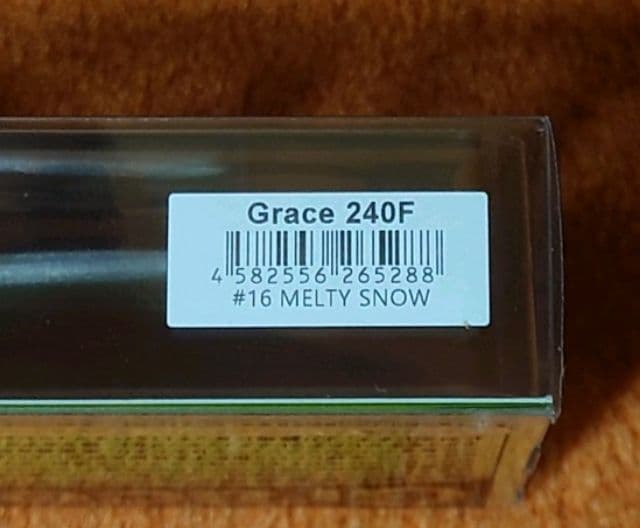 Grace 240F
4 582556 265288
#16 MELTY SNOW